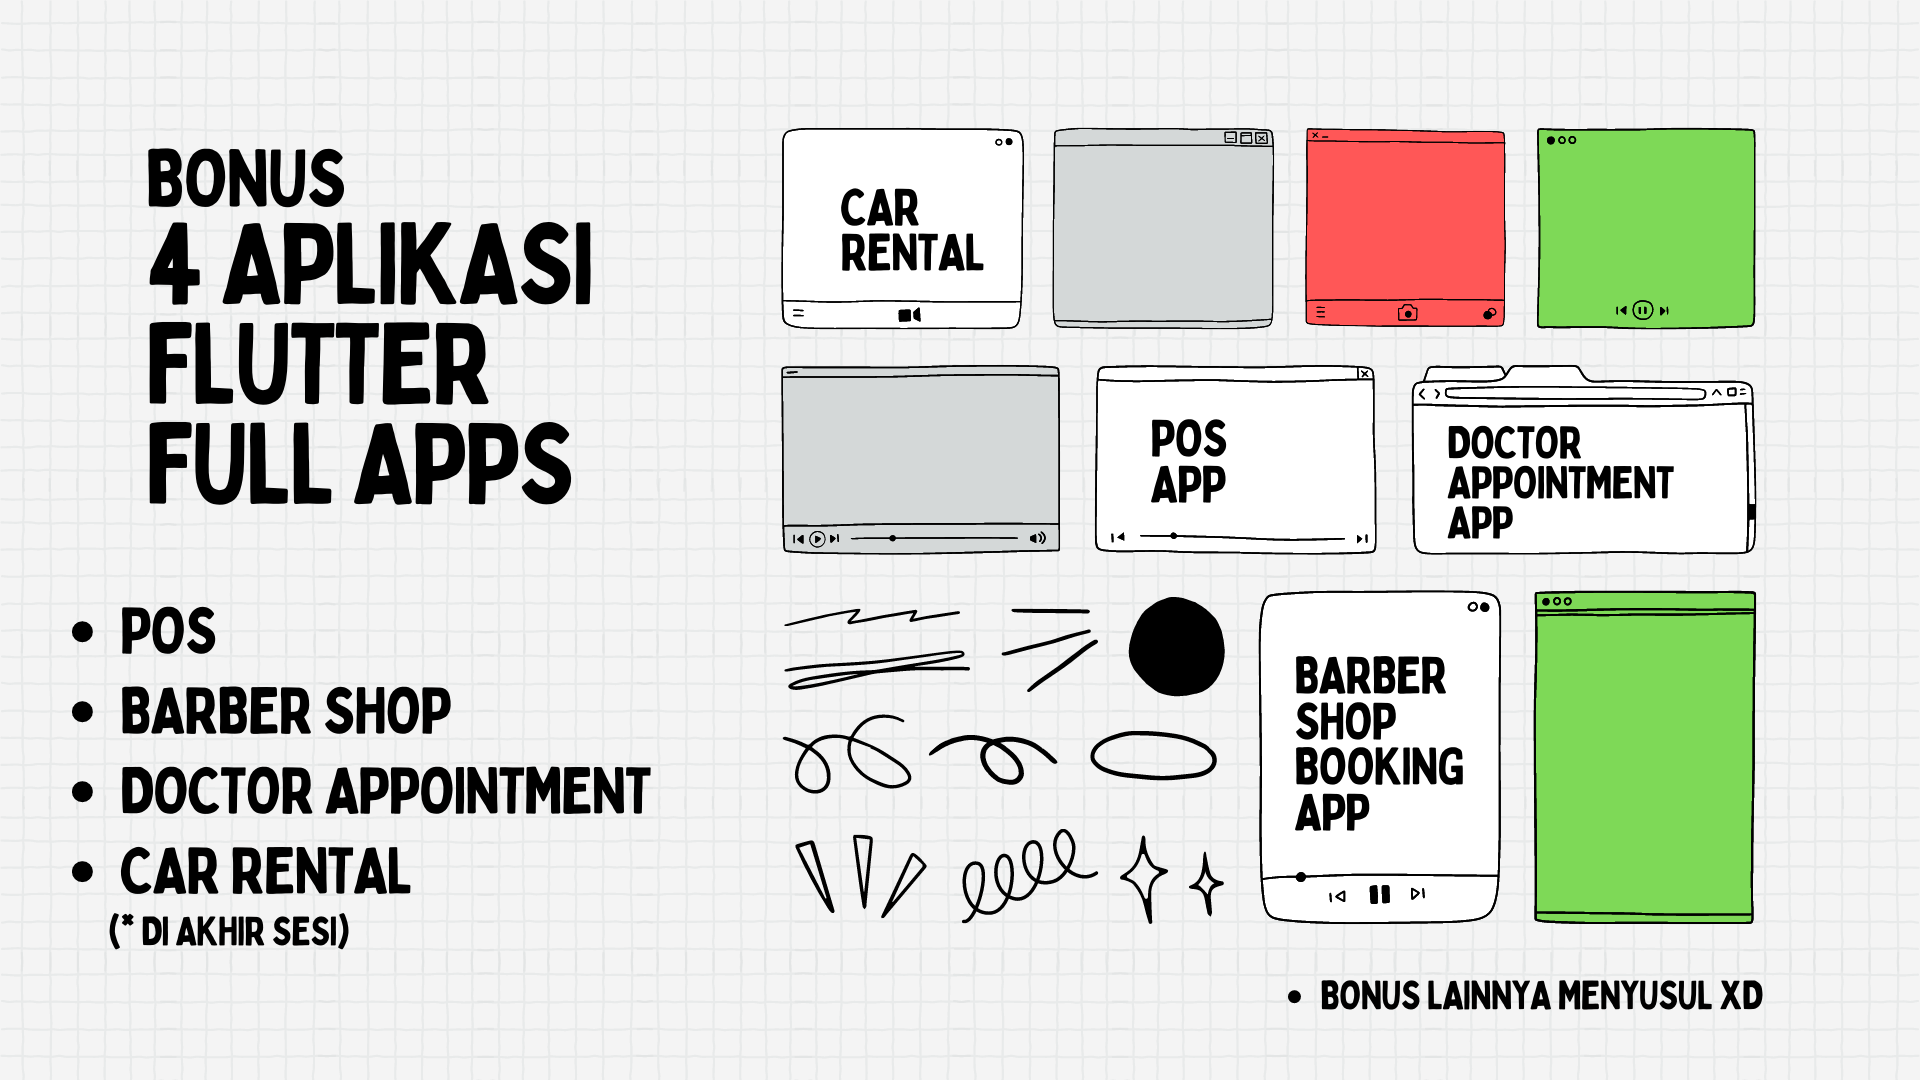 BONUS
4 APLIKASI
FLUTTER
FULL APPS
• POS
• BARBER SHOP
• DOCTOR APPOINTMENT
• CAR RENTAL
(* DI AKHIR SESI)
CAR
RENTAL
POS
APP
DOCTOR
APPOINTMENT
APP
BARBER
SHOP
BOOKING
APP
• BONUS LAINNYA MENYUSUL XD